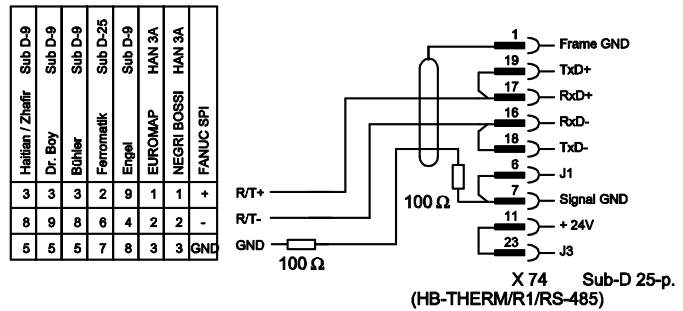 Haitian / Zhafir Sub D-9
Dr. Boy Sub D-9
Bühler Sub D-9
Ferromatik Sub D-25
Engel Sub D-9
EUROMAP HAN 3A
NEGRI BOSSI HAN 3A
FANUC SPI
3 3 3 2 9 1 1 +
8 9 8 6 4 2 2 -
5 5 5 7 8 3 3 GND
R/T+
R/T-
GND
100 Ω
100 Ω
1 Frame GND
19 TxD+
17 RxD+
16 RxD-
18 TxD-
6 J1
7 Signal GND
11 + 24V
23 J3
X 74 Sub-D 25-p.
(HB-THERM/R1/RS-485)